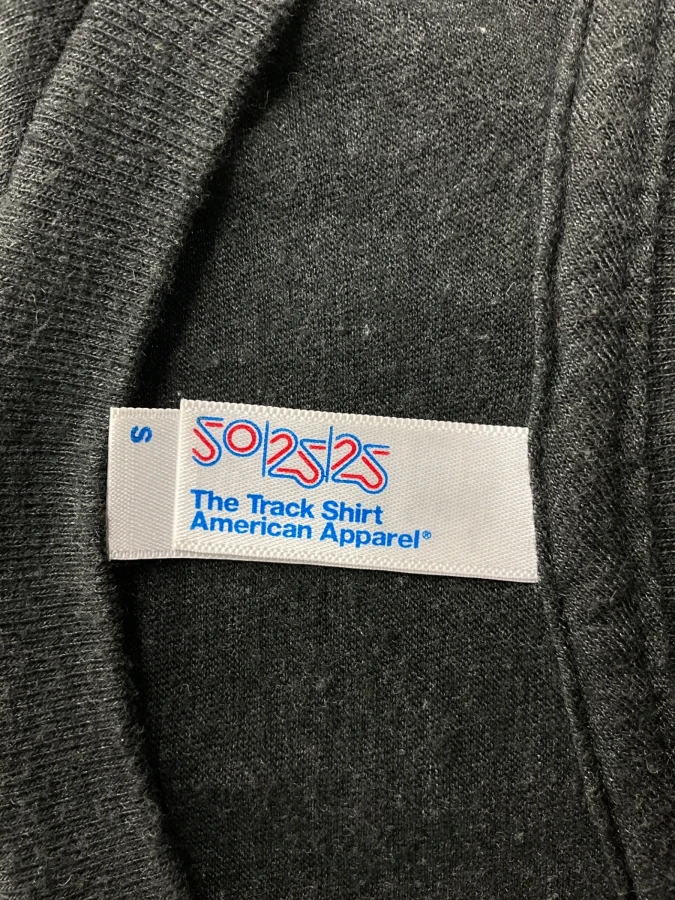 S
50|25|25
The Track Shirt
American Apparel®